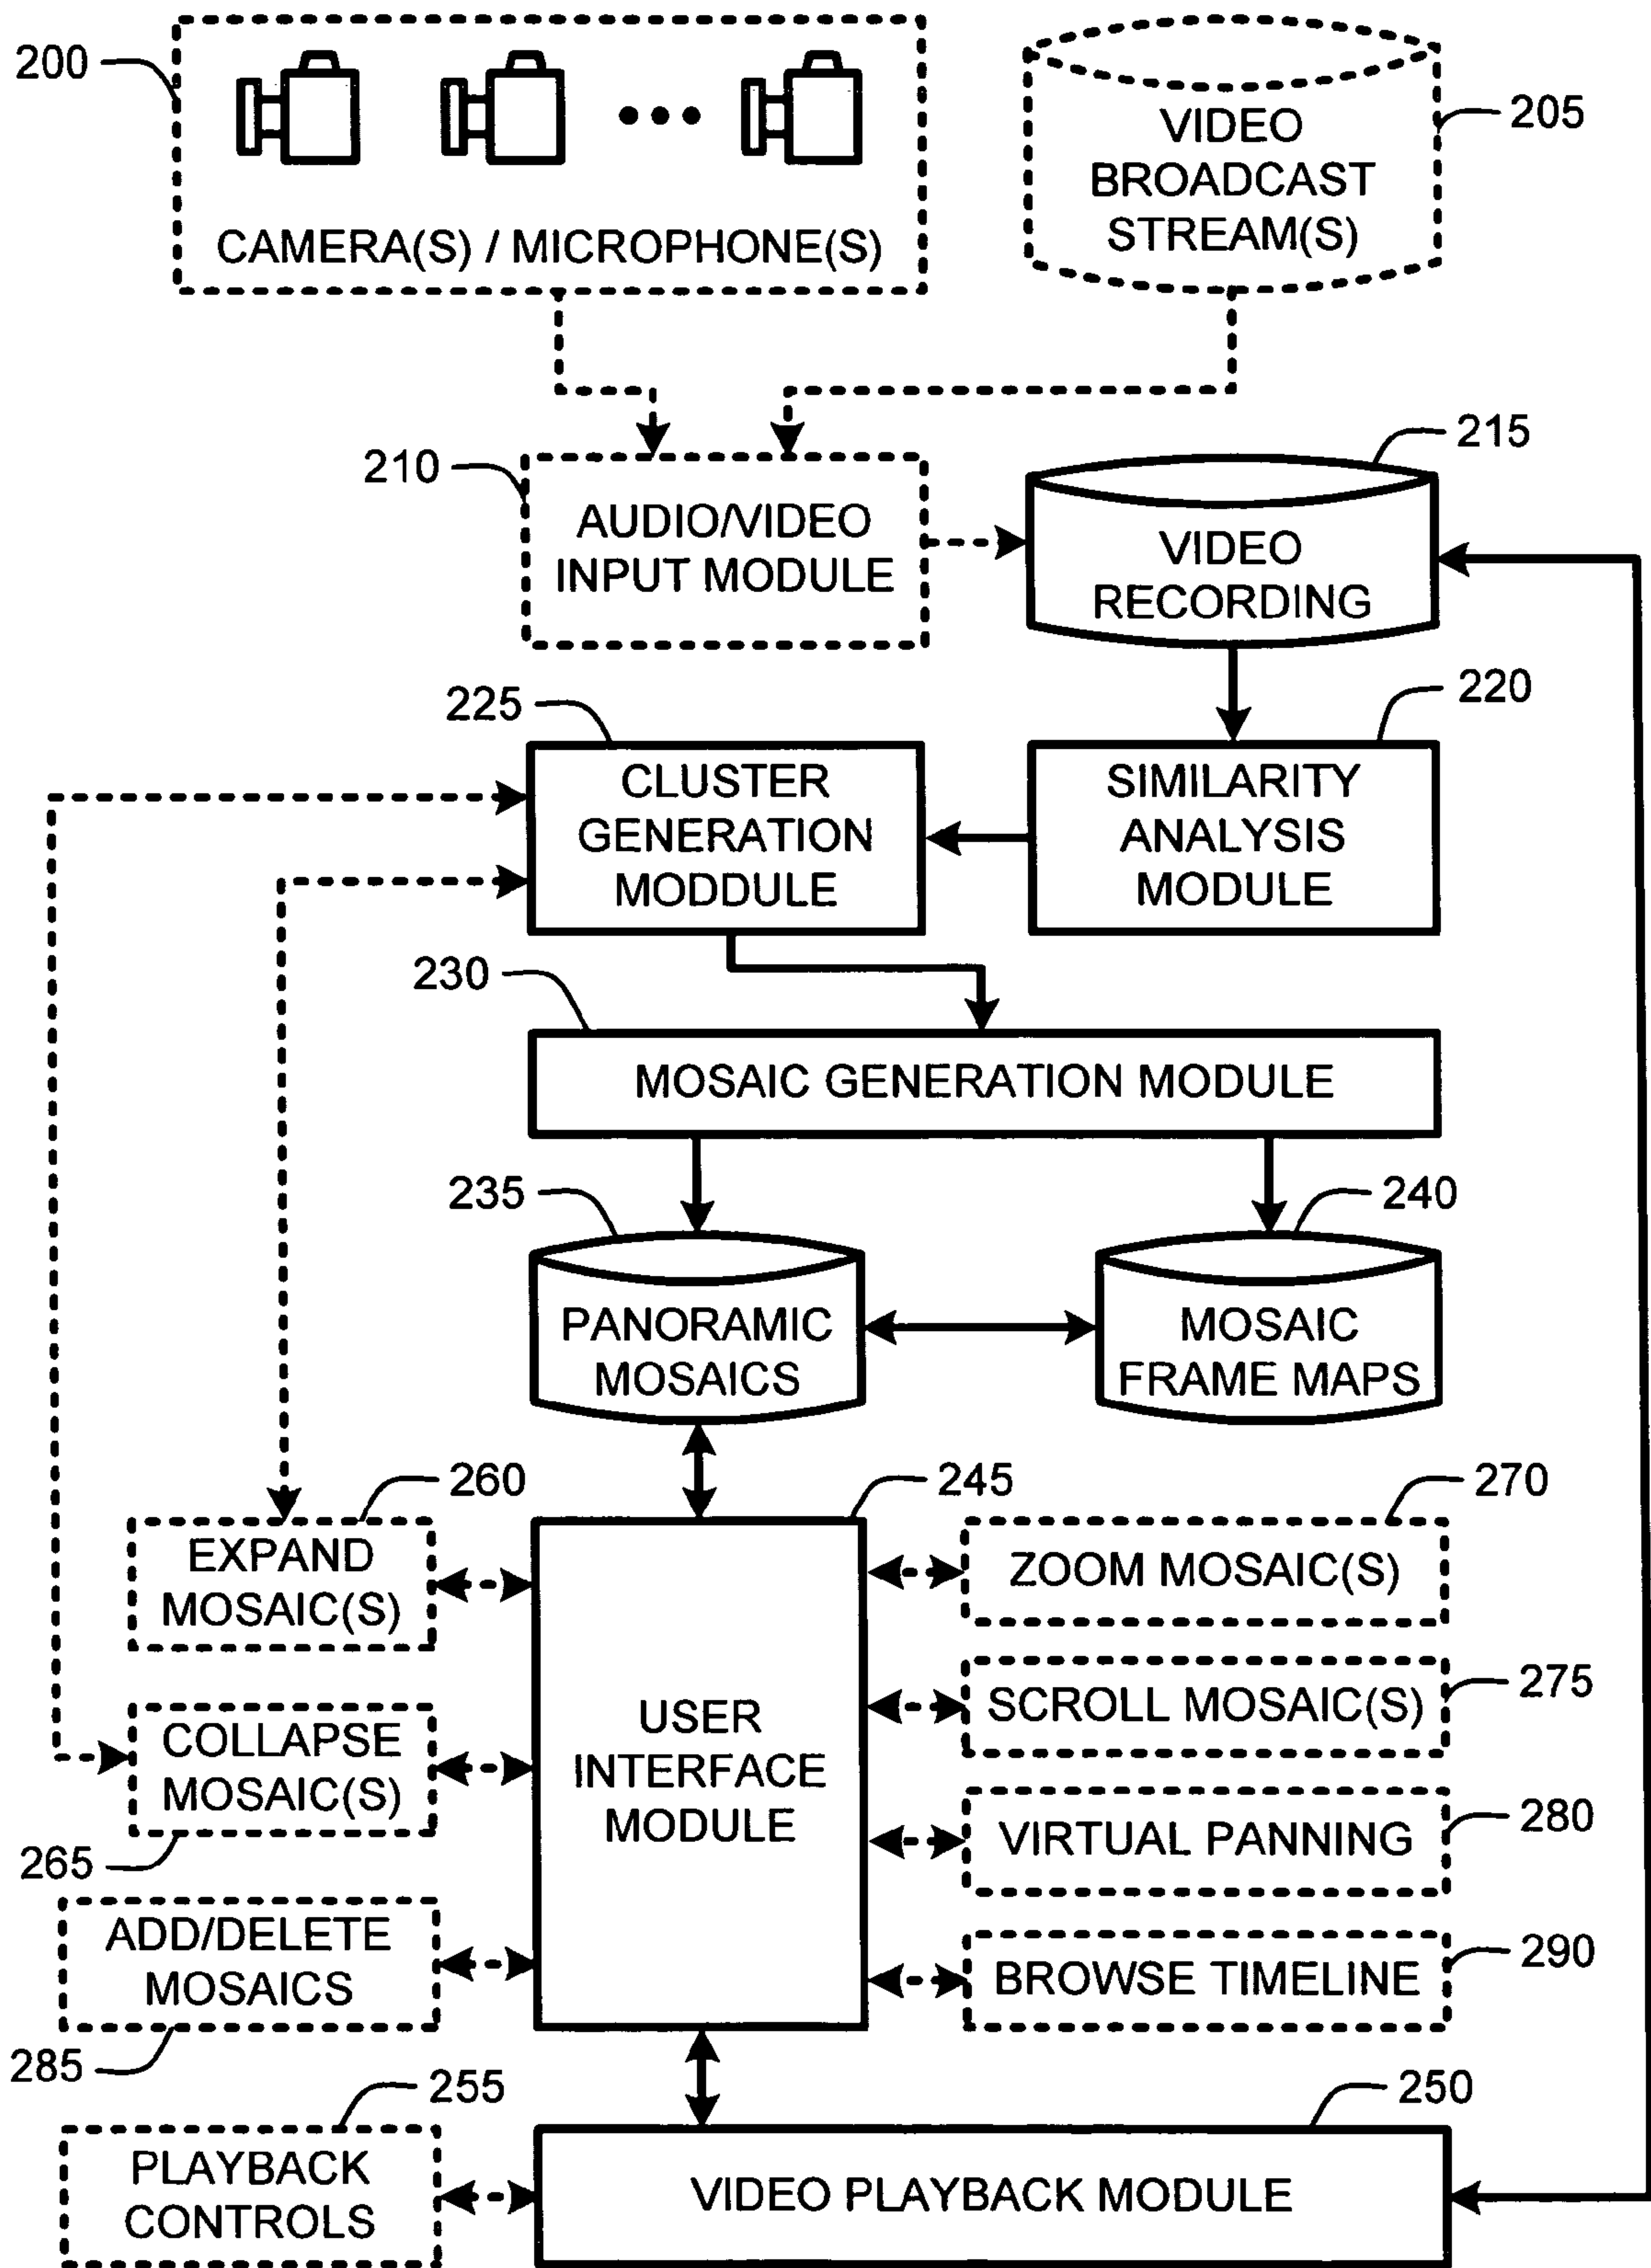 200
CAMERA(S) / MICROPHONE(S)
205
VIDEO
BROADCAST
STREAM(S)
210
AUDIO/VIDEO
INPUT MODULE
215
VIDEO
RECORDING
225
CLUSTER
GENERATION
MODDULE
220
SIMILARITY
ANALYSIS
MODULE
230
MOSAIC GENERATION MODULE
235
PANORAMIC
MOSAICS
240
MOSAIC
FRAME MAPS
260
EXPAND
MOSAIC(S)
245
USER
INTERFACE
MODULE
270
ZOOM MOSAIC(S)
SCROLL MOSAIC(S)
275
COLLAPSE
MOSAIC(S)
265
VIRTUAL PANNING
280
ADD/DELETE
MOSAICS
285
BROWSE TIMELINE
290
255
PLAYBACK
CONTROLS
250
VIDEO PLAYBACK MODULE